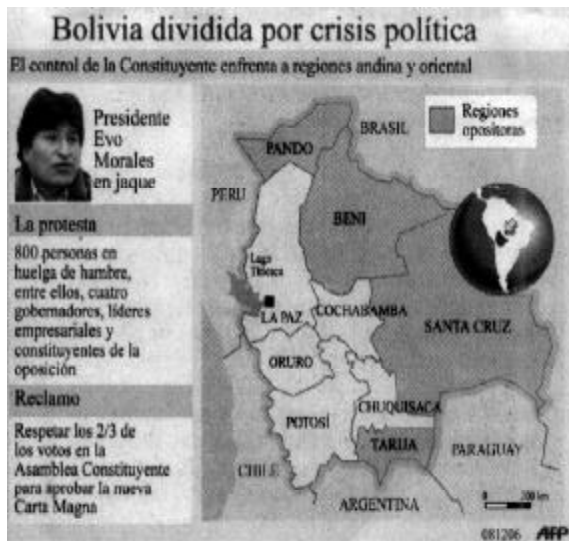 Bolivia dividida por crisis política
El control de la Constituyente enfrenta a regiones andina y oriental
Presidente
Evo
Morales
en jaque
La protesta
800 personas en
huelga de hambre,
entre ellos, cuatro
gobernadores, líderes
empresariales y
constituyentes de la
oposición
Reclamo
Respetar los 2/3 de
los votos en la
Asamblea Constituyente
para aprobar la nueva
Carta Magna
Regiones
opositoras
BRASIL
PANDO
PERU
BENI
Lago
Titicaca
LA PAZ
COCHABAMBA
SANTA CRUZ
ORURO
POTOSÍ
CHUQUISACA
TARIJA
PARAGUAY
CHILE
ARGENTINA
0 200 km
081206 AFP